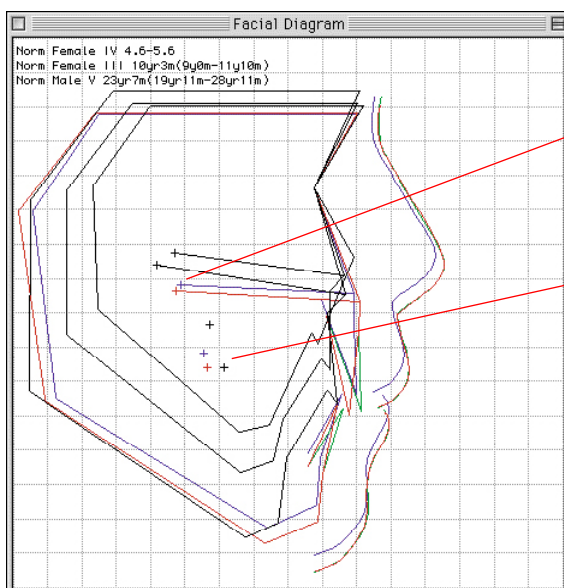 Facial Diagram
Norm Female IV 4.6-5.6
Norm Female III 10yr3m(9y0m-11y10m)
Norm Male V 23yr7m(19yr11m-28yr11m)